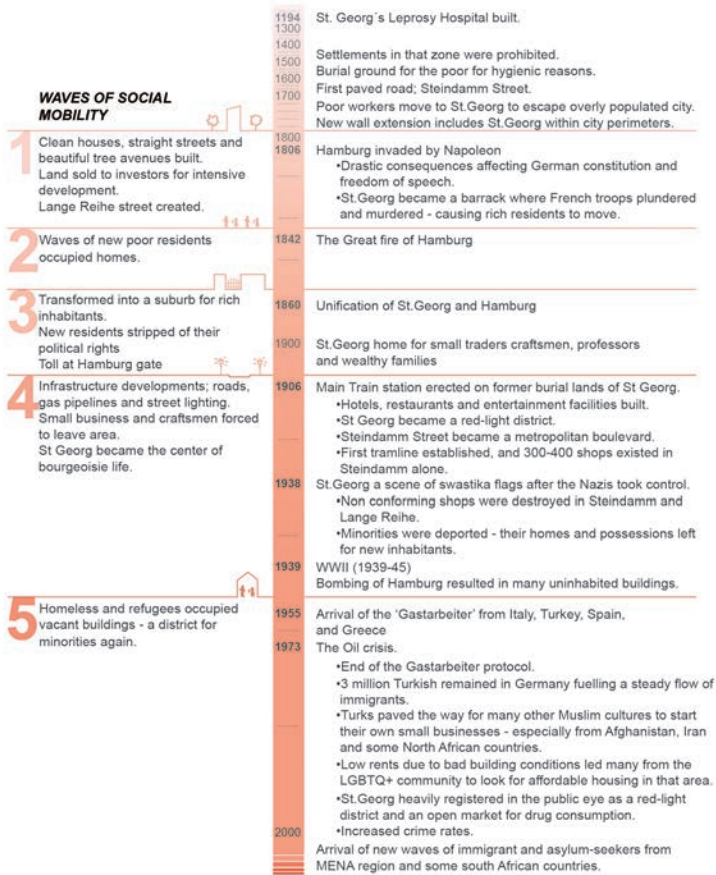 WAVES OF SOCIAL
MOBILITY
1
Clean houses, straight streets and
beautiful tree avenues built.
Land sold to investors for intensive
development.
Lange Reihe street created.
2
Waves of new poor residents
occupied homes.
3
Transformed into a suburb for rich
inhabitants.
New residents stripped of their
political rights
Toll at Hamburg gate
4
Infrastructure developments; roads,
gas pipelines and street lighting.
Small business and craftsmen forced
to leave area.
St Georg became the center of
bourgeoisie life.
5
Homeless and refugees occupied
vacant buildings - a district for
minorities again.
1194 St. Georg´s Leprosy Hospital built.
1300
1400
Settlements in that zone were prohibited.
1500
Burial ground for the poor for hygienic reasons.
1600
First paved road; Steindamm Street.
1700
Poor workers move to St.Georg to escape overly populated city.
New wall extension includes St.Georg within city perimeters.
1800
1806 Hamburg invaded by Napoleon
•Drastic consequences affecting German constitution and
freedom of speech.
•St.Georg became a barrack where French troops plundered
and murdered - causing rich residents to move.
1842 The Great fire of Hamburg
1860 Unification of St.Georg and Hamburg
1900 St.Georg home for small traders craftsmen, professors
and wealthy families
1906 Main Train station erected on former burial lands of St Georg.
•Hotels, restaurants and entertainment facilities built.
•St Georg became a red-light district.
•Steindamm Street became a metropolitan boulevard.
•First tramline established, and 300-400 shops existed in
Steindamm alone.
1938 St.Georg a scene of swastika flags after the Nazis took control.
•Non conforming shops were destroyed in Steindamm and
Lange Reihe.
•Minorities were deported - their homes and possessions left
for new inhabitants.
1939 WWII (1939-45)
Bombing of Hamburg resulted in many uninhabited buildings.
1955 Arrival of the 'Gastarbeiter' from Italy, Turkey, Spain,
and Greece
1973 The Oil crisis.
•End of the Gastarbeiter protocol.
•3 million Turkish remained in Germany fuelling a steady flow of
immigrants.
•Turks paved the way for many other Muslim cultures to start
their own small businesses - especially from Afghanistan, Iran
and some North African countries.
•Low rents due to bad building conditions led many from the
LGBTQ+ community to look for affordable housing in that area.
•St.Georg heavily registered in the public eye as a red-light
district and an open market for drug consumption.
2000 •Increased crime rates.
Arrival of new waves of immigrant and asylum-seekers from
MENA region and some south African countries.